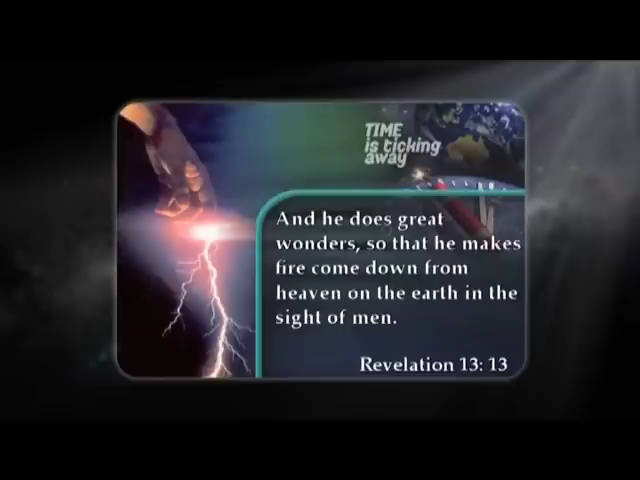 TIME
is ticking
away
And he does great
wonders, so that he makes
fire come down from
heaven on the earth in the
sight of men.
Revelation 13: 13